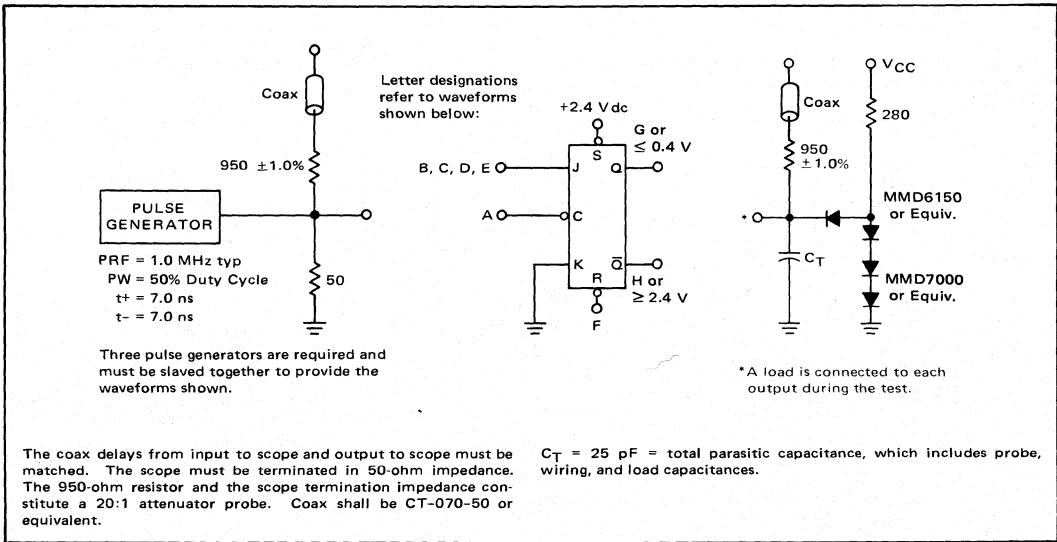 Coax
950 ±1.0%
PULSE
GENERATOR
PRF = 1.0 MHz typ
PW = 50% Duty Cycle
t+ = 7.0 ns
t− = 7.0 ns
50
Three pulse generators are required and
must be slaved together to provide the
waveforms shown.
Letter designations
refer to waveforms
shown below:
+2.4 Vdc
G or
≤ 0.4 V
B, C, D, E
S
J
Q
A
C
K
Q̅
R
H or
≥ 2.4 V
F
VCC
Coax
280
950
±1.0%
MMD6150
or Equiv.
*
CT
MMD7000
or Equiv.
*A load is connected to each
output during the test.
The coax delays from input to scope and output to scope must be
matched. The scope must be terminated in 50-ohm impedance.
The 950-ohm resistor and the scope termination impedance con-
stitute a 20:1 attenuator probe. Coax shall be CT-070-50 or
equivalent.
CT = 25 pF = total parasitic capacitance, which includes probe,
wiring, and load capacitances.